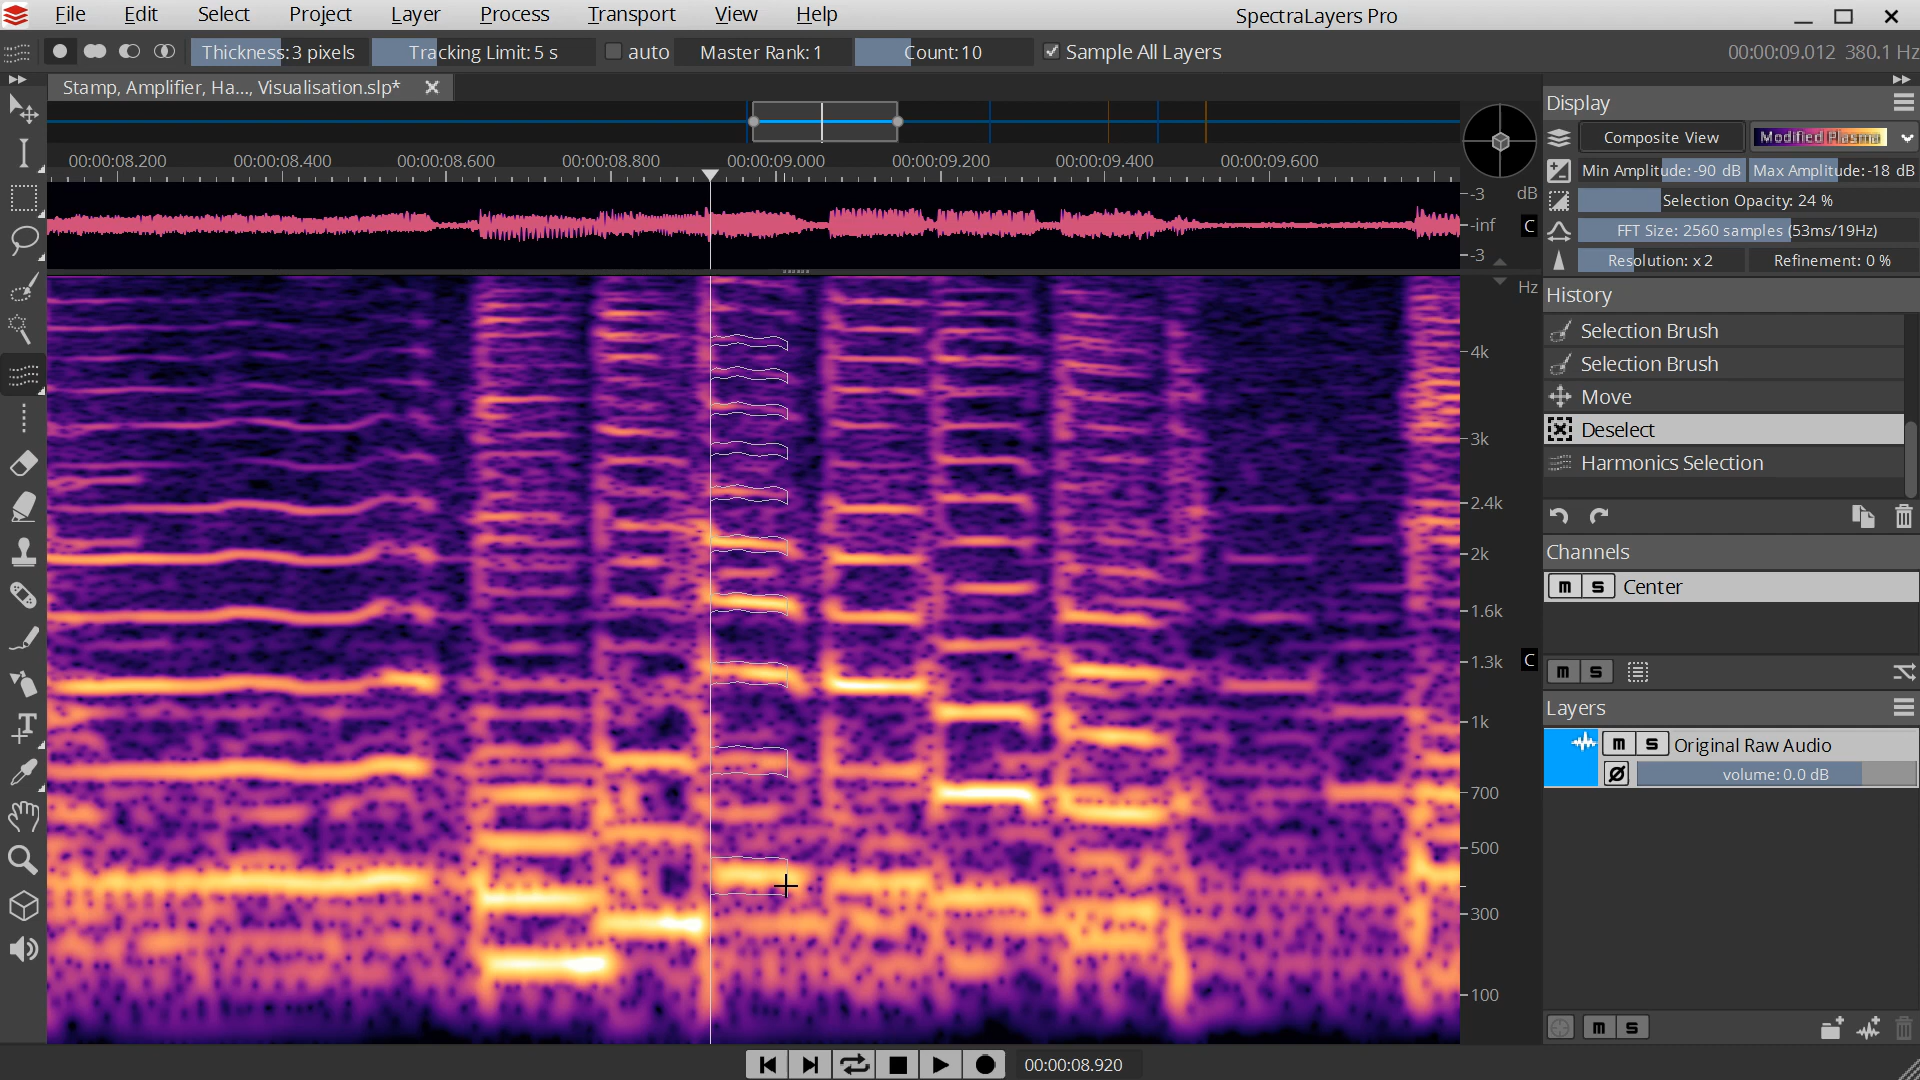 File Edit Select Project Layer Process Transport View Help SpectraLayers Pro
Thickness: 3 pixels Tracking Limit: 5 s auto Master Rank: 1 Count: 10 Sample All Layers 00:00:09.012 380.1 Hz
Stamp, Amplifier, Ha..., Visualisation.slp*
Display
Composite View Modified Plasma
00:00:08.200 00:00:08.400 00:00:08.600 00:00:08.800 00:00:09.000 00:00:09.200 00:00:09.400 00:00:09.600
Min Amplitude: -90 dB Max Amplitude: -18 dB
-3 dB
Selection Opacity: 24 %
-inf C
FFT Size: 2560 samples (53ms/19Hz)
-3
Resolution: x 2 Refinement: 0 %
Hz
History
Selection Brush
4k
Selection Brush
Move
Deselect
3k
Harmonics Selection
2.4k
2k
Channels
m s Center
1.6k
1.3k C
m s
Layers
1k
m s Original Raw Audio
Ø volume: 0.0 dB
700
500
300
100
m s
00:00:08.920